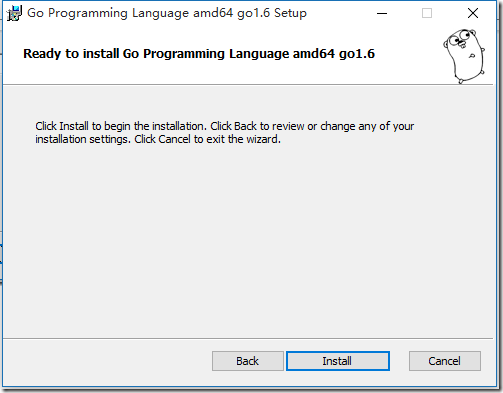 Go Programming Language amd64 go1.6 Setup
Ready to install Go Programming Language amd64 go1.6
Click Install to begin the installation. Click Back to review or change any of your
installation settings. Click Cancel to exit the wizard.
Back Install Cancel